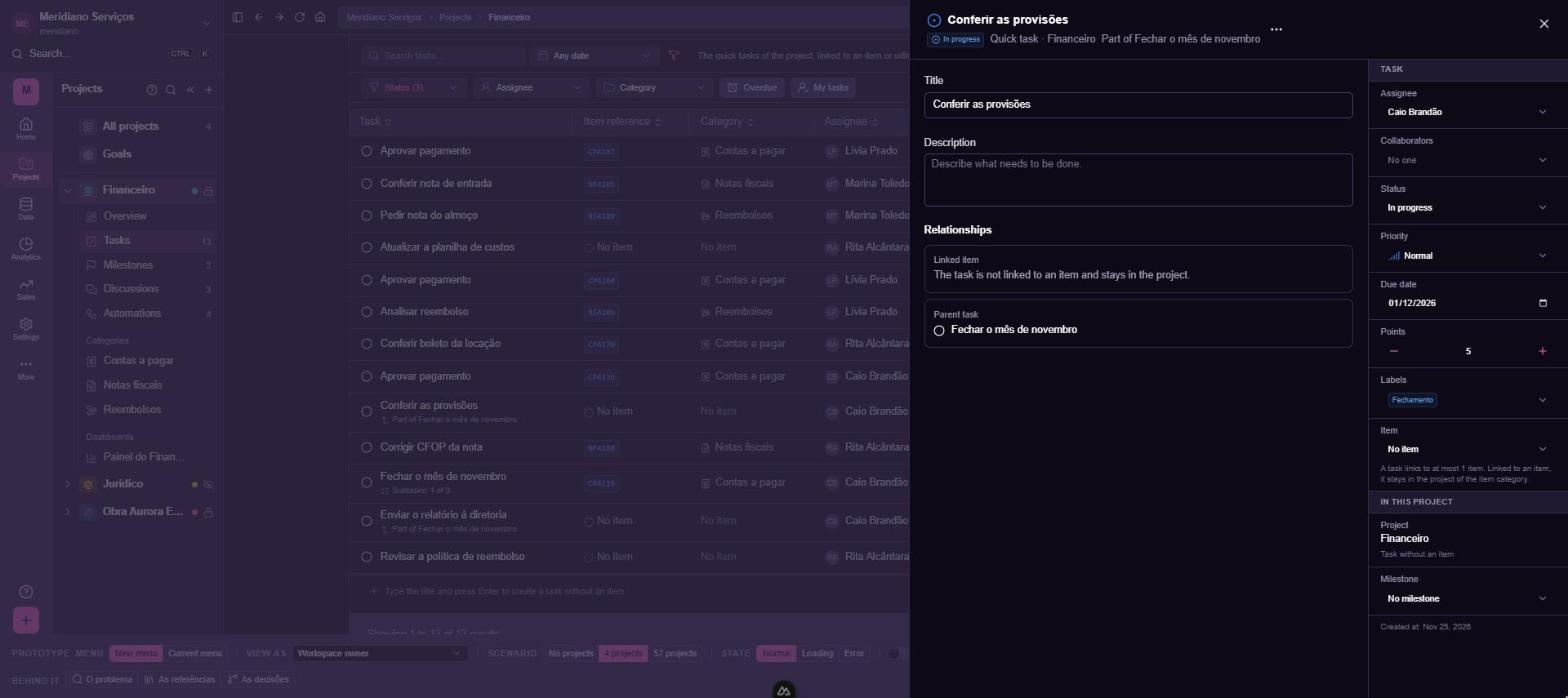 ME
Meridiano Serviços
meridiano
Search...
CTRL
K
M
Home
Projects
Data
Analytics
Sales
Settings
More
Projects
All projects
4
Goals
Financeiro
Overview
Tasks
13
Milestones
2
Discussions
3
Automations
4
Categories
Contas a pagar
Notas fiscais
Reembolsos
Dashboards
Painel do Finan...
Jurídico
Obra Aurora E...
Meridiano Serviços
Projects
Financeiro
Search tasks...
Any date
The quick tasks of the project, linked to an item or with
Status (3)
Assignee
Category
Overdue
My tasks
Task
Item reference
Category
Assignee
Aprovar pagamento
Contas a pagar
LP
Lívia Prado
Conferir nota de entrada
Notas fiscais
MT
Marina Toledo
Pedir nota do almoço
Reembolsos
MT
Marina Toledo
Atualizar a planilha de custos
No item
No item
RA
Rita Alcântara
Aprovar pagamento
Contas a pagar
LP
Lívia Prado
Analisar reembolso
Reembolsos
LP
Lívia Prado
Conferir boleto da locação
Contas a pagar
RA
Rita Alcântara
Aprovar pagamento
Contas a pagar
CB
Caio Brandão
Conferir as provisões
Part of Fechar o mês de novembro
No item
No item
CB
Caio Brandão
Corrigir CFOP da nota
Notas fiscais
RA
Rita Alcântara
Fechar o mês de novembro
Subtasks: 1 of 3
Contas a pagar
CB
Caio Brandão
Enviar o relatório à diretoria
Part of Fechar o mês de novembro
No item
No item
CB
Caio Brandão
Revisar a política de reembolso
No item
No item
RA
Rita Alcântara
Type the title and press Enter to create a task without an item
PROTOTYPE MENU
New menu
Current menu
VIEW AS
Workspace owner
SCENARIO
No projects
4 projects
57 projects
STATE
Normal
Loading
Error
BEHIND IT
O problema
As referências
As decisões
Conferir as provisões
In progress
Quick task · Financeiro Part of Fechar o mês de novembro
Title
Conferir as provisões
Description
Describe what needs to be done.
Relationships
Linked item
The task is not linked to an item and stays in the project.
Parent task
Fechar o mês de novembro
TASK
Assignee
Caio Brandão
Collaborators
No one
Status
In progress
Priority
Normal
Due date
01/12/2026
Points
5
Labels
Fechamento
Item
No item
A task links to at most 1 item. Linked to an item,
it stays in the project of the item category.
IN THIS PROJECT
Project
Financeiro
Task without an item
Milestone
No milestone
Created at: Nov 25, 2026